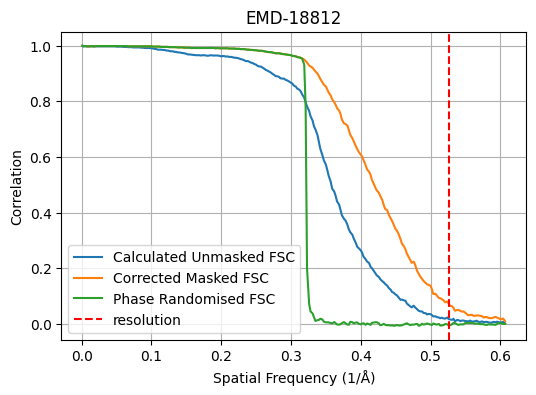 EMD-18812
1.0
0.8
0.6
0.4
0.2
0.0
Correlation
Calculated Unmasked FSC
Corrected Masked FSC
Phase Randomised FSC
resolution
0.0 0.1 0.2 0.3 0.4 0.5 0.6
Spatial Frequency (1/Å)